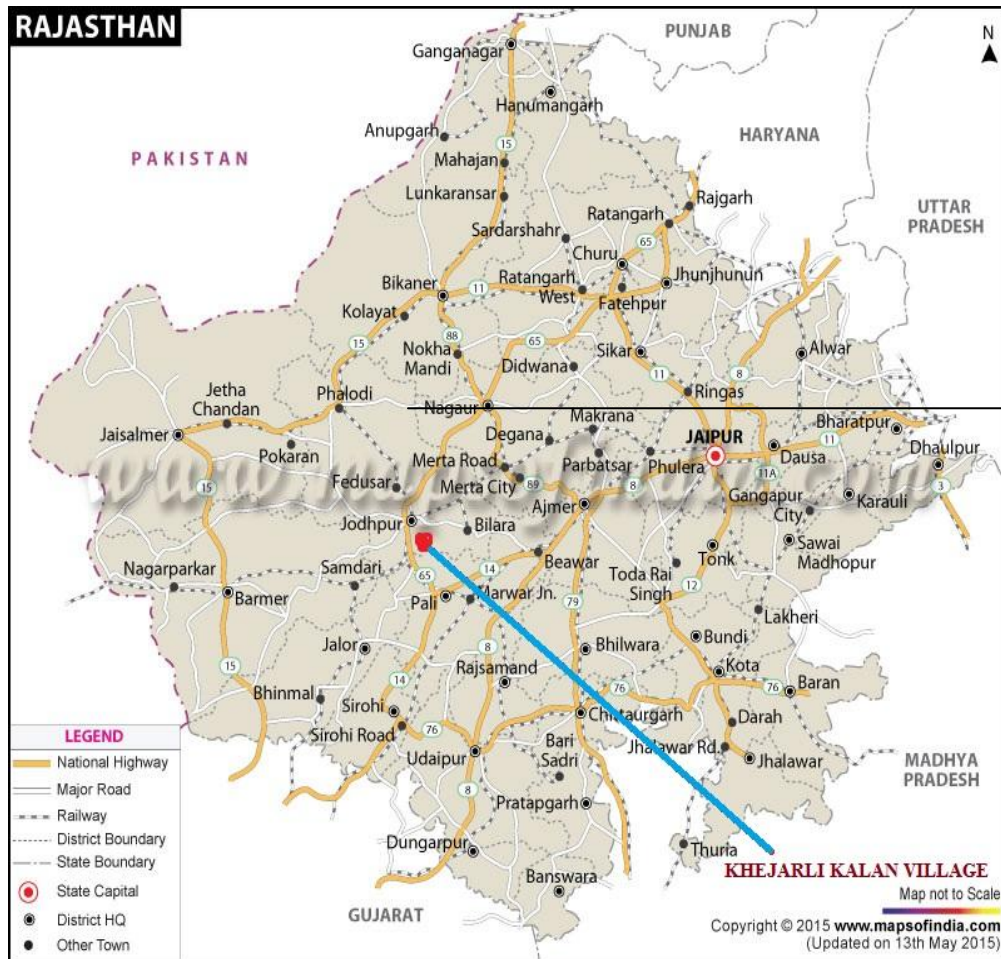 RAJASTHAN
PUNJAB
N
Ganganagar
Hanumangarh
HARYANA
Anupgarh
PAKISTAN
15
Mahajan
UTTAR
PRADESH
Lunkaransar
Rajgarh
Ratangarh
Sardarshahr
65
Churu
Jhunjhunun
Bikaner
11
Ratangarh
West
Fatehpur
Kolayat
15
88
65
Nokha
Mandi
Sikar
Alwar
Didwana
8
11
Jetha
Chandan
Phalodi
Ringas
Nagaur
Makrana
Bharatpur
Jaisalmer
Degana
JAIPUR
11
Dhaulpur
Pokaran
Merta Road
Parbatsar
Phulera
Dausa
www.mapsofindia.com
15
Fedusar
89
Merta City
8
11A
3
Gangapur
City
Karauli
Ajmer
Jodhpur
Bilara
Sawai
Madhopur
Tonk
Beawar
Nagarparkar
Samdari
14
Toda Rai
Singh
65
12
Barmer
Pali
Marwar Jn.
79
Lakheri
Jalor
8
Bhilwara
Bundi
15
Rajsamand
Kota
14
76
76
Baran
Bhinmal
Sirohi
Chittaurgarh
Darah
Sirohi Road
76
Udaipur
Bari
Sadri
Jhalawar Rd.
Jhalawar
MADHYA
PRADESH
8
Pratapgarh
Dungarpur
Thuria
Banswara
GUJARAT
LEGEND
National Highway
Major Road
Railway
District Boundary
State Boundary
State Capital
District HQ
Other Town
KHEJARLI KALAN VILLAGE
Map not to Scale
Copyright © 2015 www.mapsofindia.com
(Updated on 13th May 2015)